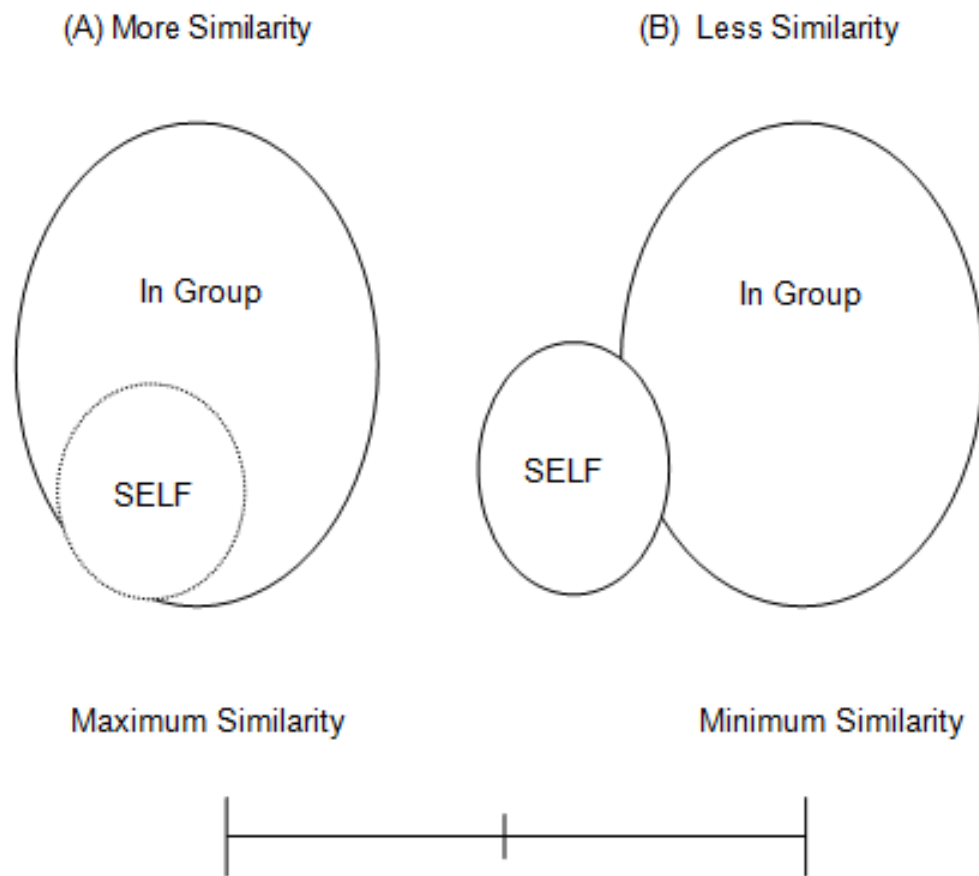 (A) More Similarity
(B) Less Similarity
In Group
In Group
SELF
SELF
Maximum Similarity
Minimum Similarity